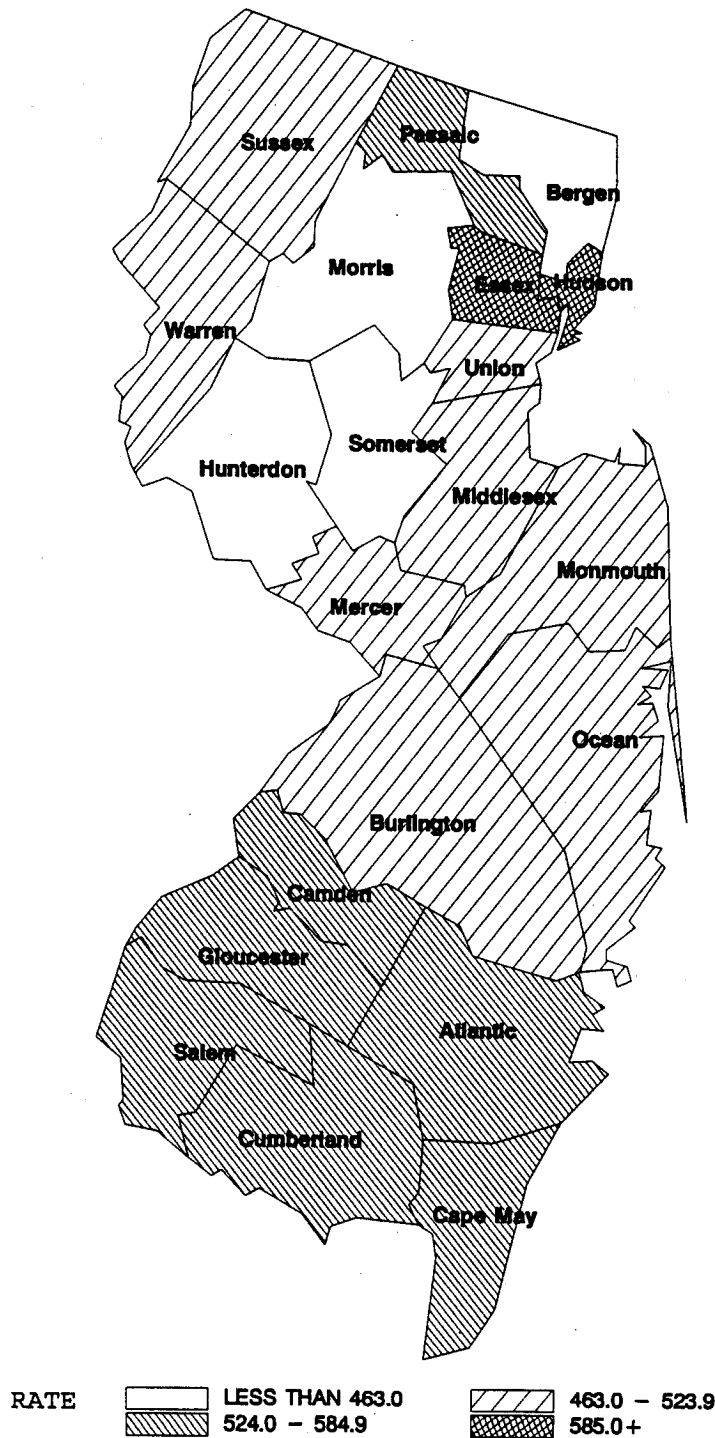 Passaic
Sussex
Bergen
Morris
Essex
Hudson
Warren
Union
Somerset
Hunterdon
Middlesex
Monmouth
Mercer
Ocean
Burlington
Camden
Gloucester
Atlantic
Salem
Cumberland
Cape May
RATE LESS THAN 463.0 463.0 - 523.9
524.0 - 584.9 585.0+